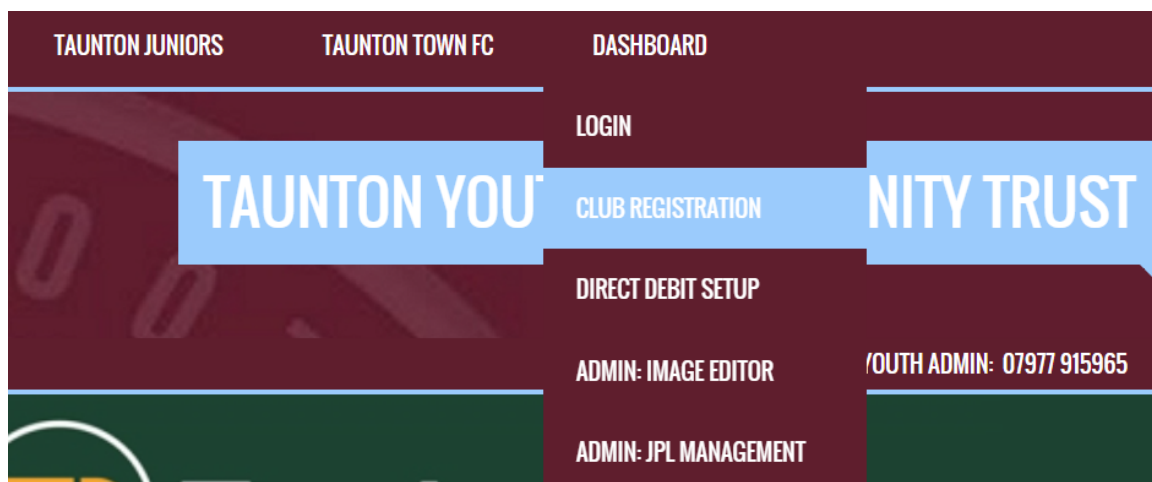 TAUNTON JUNIORS TAUNTON TOWN FC DASHBOARD
LOGIN
TAUNTON NITY TRUST
CLUB REGISTRATION
DIRECT DEBIT SETUP
YOUTH ADMIN: 07977 915965
ADMIN: IMAGE EDITOR
ADMIN: JPL MANAGEMENT